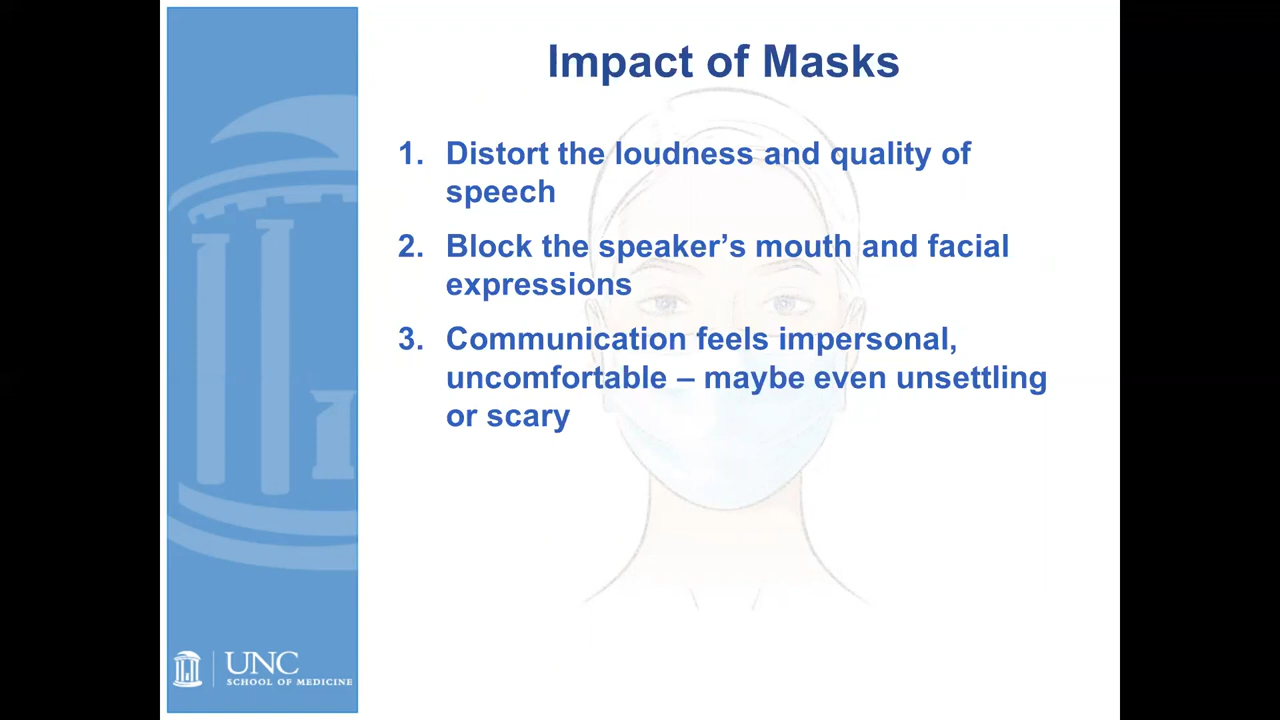 Impact of Masks
1. Distort the loudness and quality of
speech
2. Block the speaker’s mouth and facial
expressions
3. Communication feels impersonal,
uncomfortable – maybe even unsettling
or scary
UNC
SCHOOL OF MEDICINE